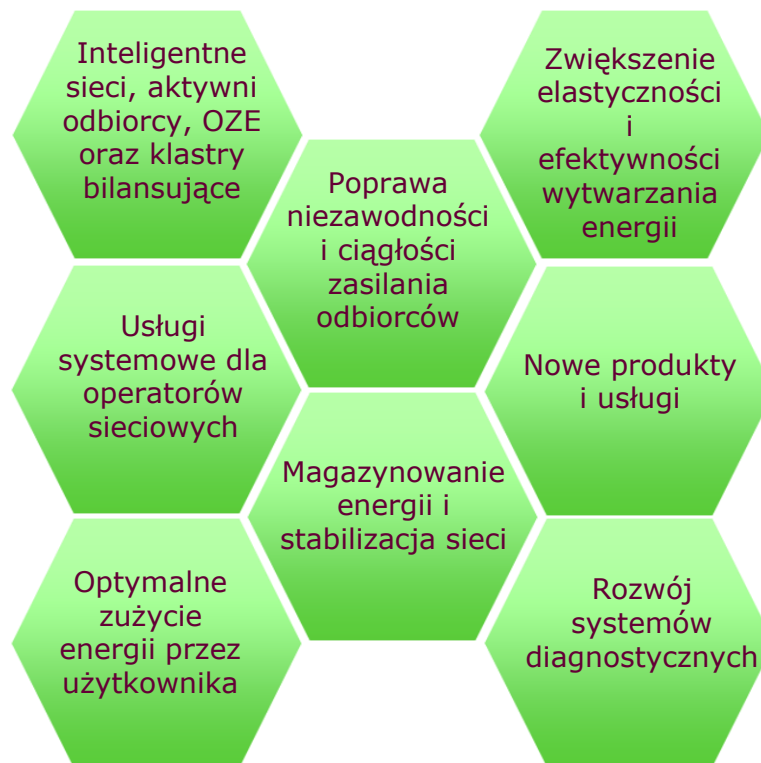 Inteligentne
sieci, aktywni
odbiorcy, OZE
oraz klastry
bilansujące
Zwiększenie
elastyczności
i
efektywności
wytwarzania
energii
Poprawa
niezawodności
i ciągłości
zasilania
odbiorców
Usługi
systemowe dla
operatorów
sieciowych
Nowe produkty
i usługi
Magazynowanie
energii i
stabilizacja sieci
Optymalne
zużycie
energii przez
użytkownika
Rozwój
systemów
diagnostycznych